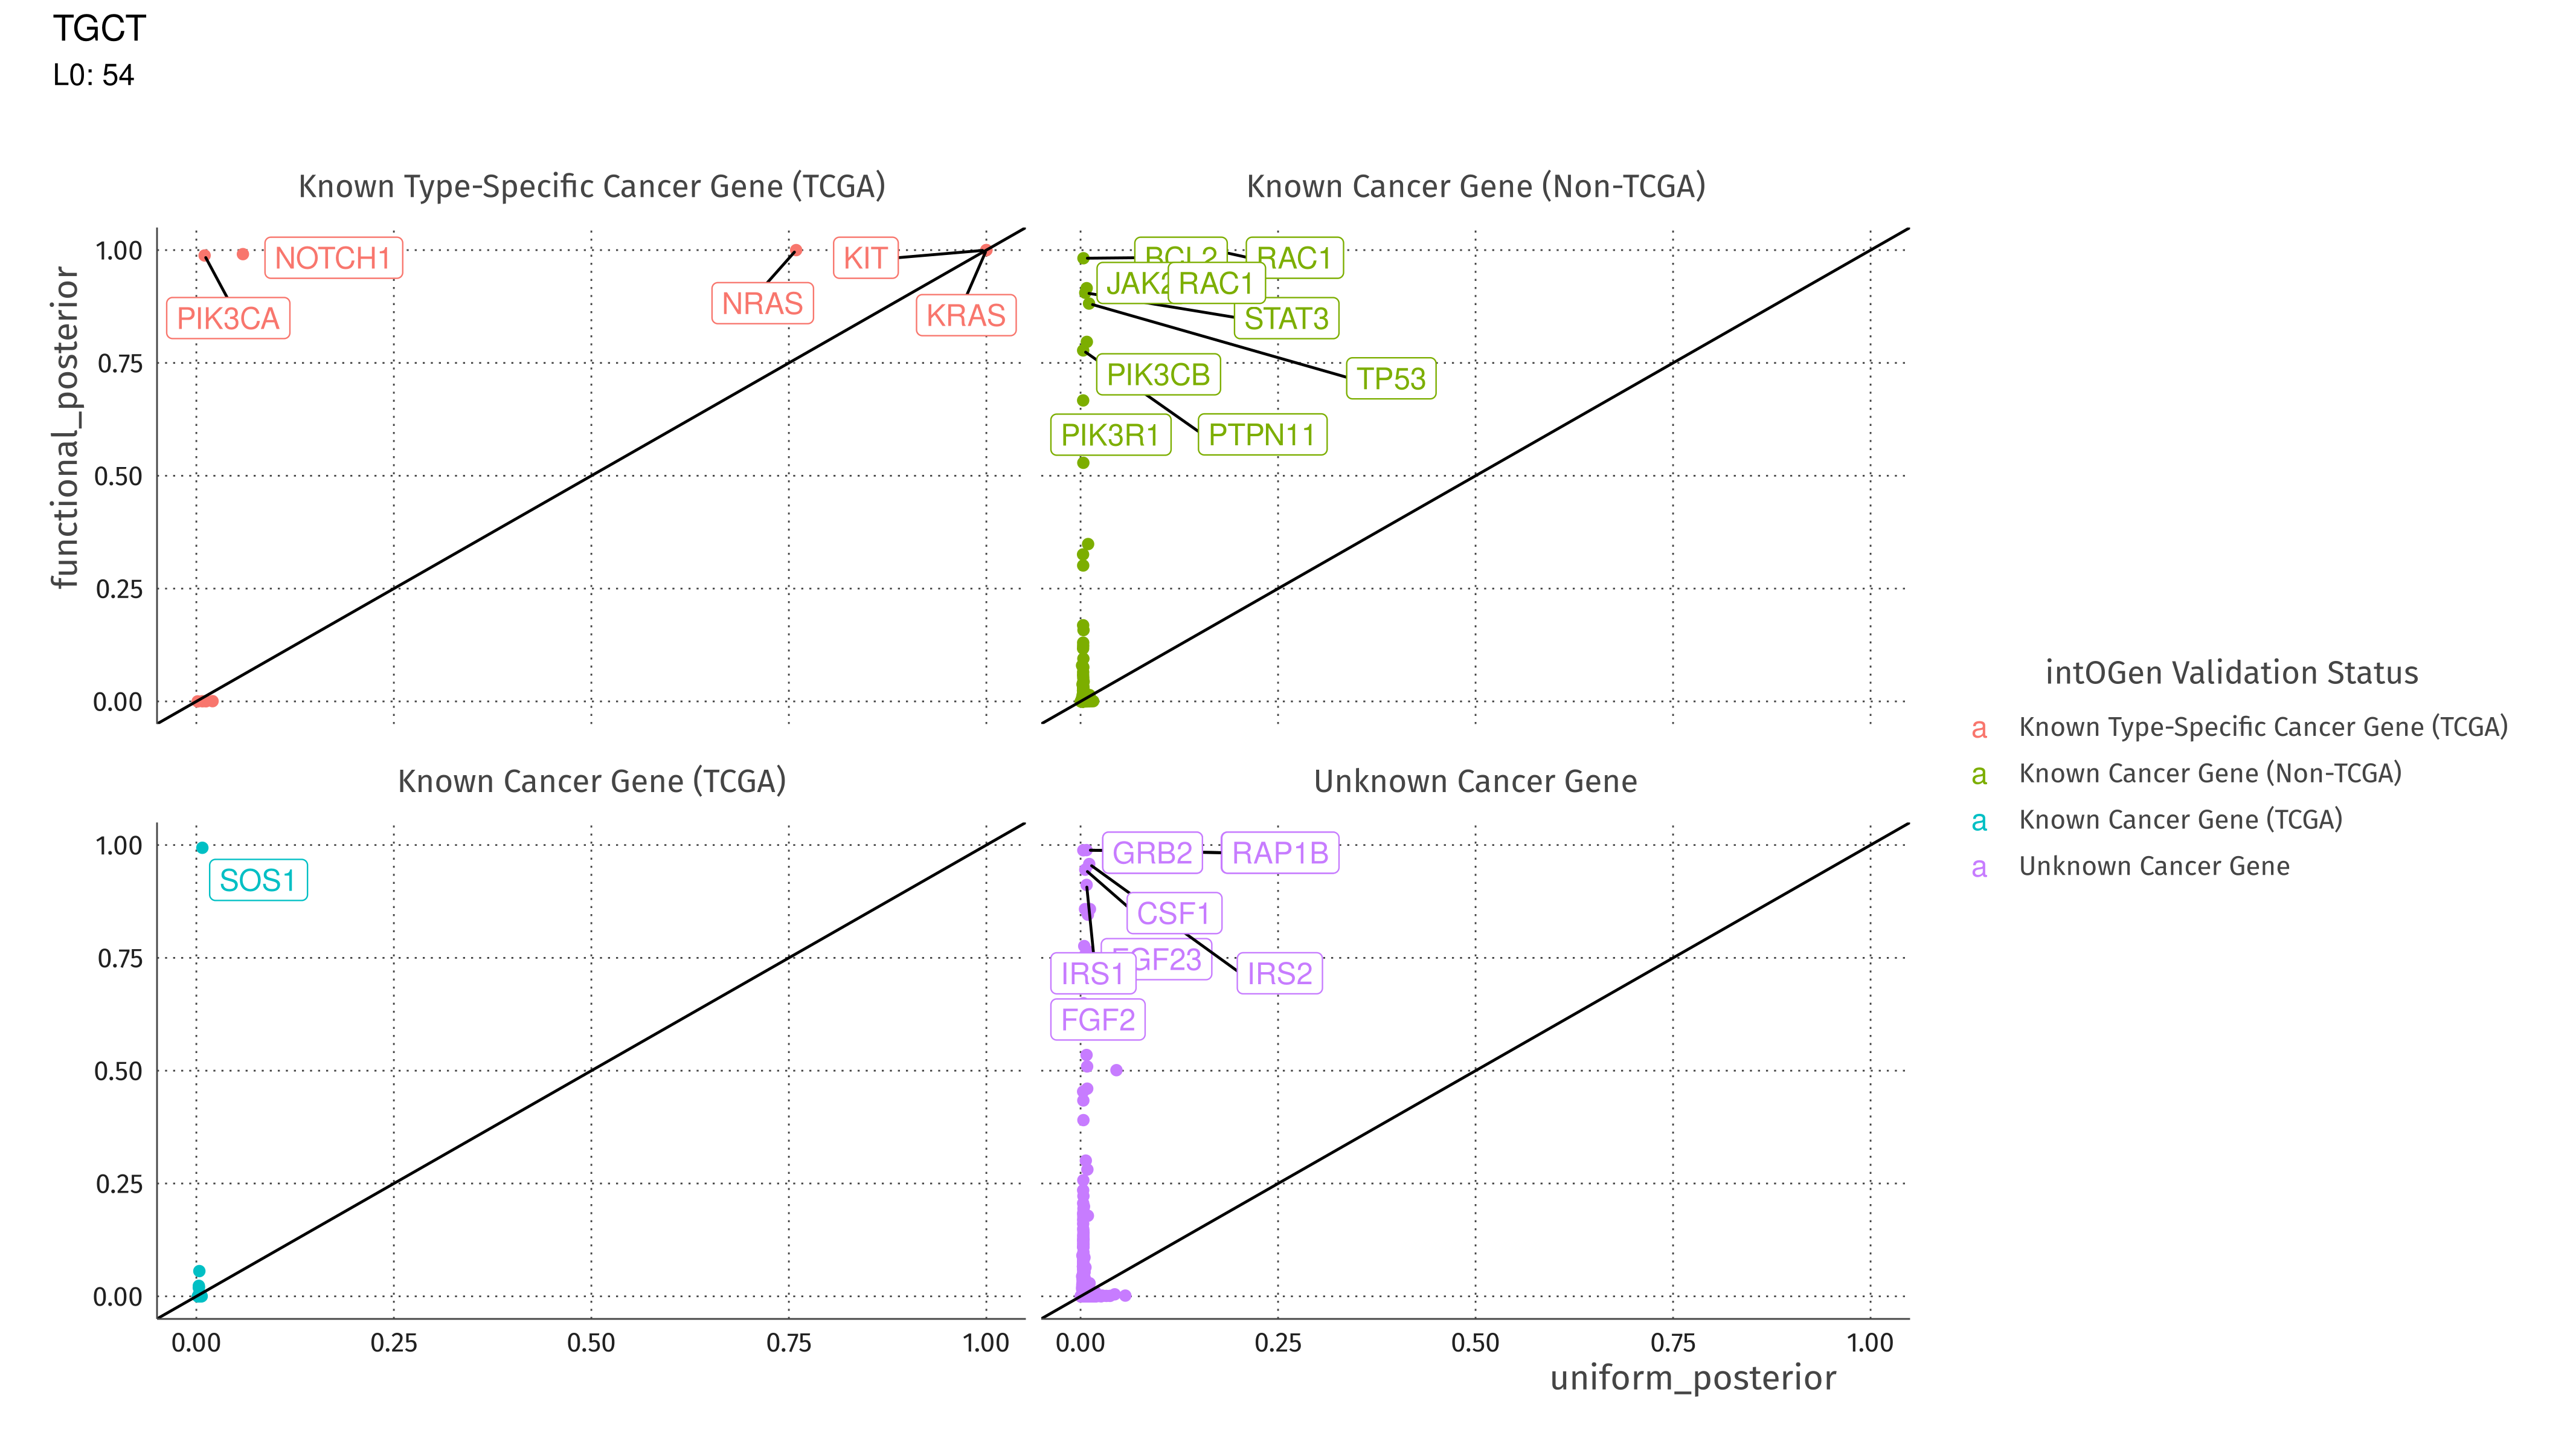 TGCT
L0: 54
Known Type-Specific Cancer Gene (TCGA)
Known Cancer Gene (Non-TCGA)
functional_posterior
1.00
0.75
0.50
0.25
0.00
NOTCH1
PIK3CA
NRAS
KIT
KRAS
BCL2
RAC1
JAK2
RAC1
STAT3
TP53
PIK3CB
PIK3R1
PTPN11
Known Cancer Gene (TCGA)
Unknown Cancer Gene
1.00
0.75
0.50
0.25
0.00
SOS1
GRB2
RAP1B
CSF1
FGF23
IRS1
IRS2
FGF2
0.00
0.25
0.50
0.75
1.00
0.00
0.25
0.50
0.75
1.00
uniform_posterior
intOGen Validation Status
a Known Type-Specific Cancer Gene (TCGA)
a Known Cancer Gene (Non-TCGA)
a Known Cancer Gene (TCGA)
a Unknown Cancer Gene